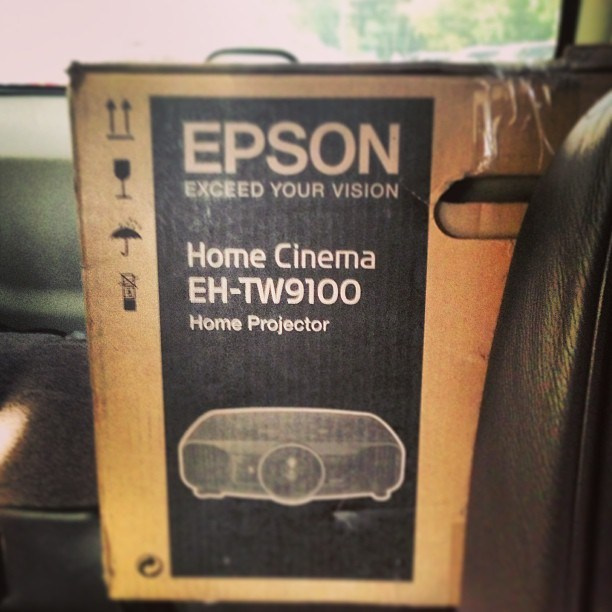 EPSON
EXCEED YOUR VISION
Home Cinema
EH-TW9100
Home Projector